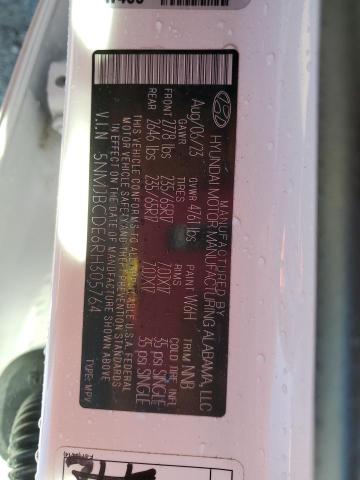 MANUFACTURED BY
HYUNDAI MOTOR MANUFACTURING ALABAMA, LLC
Aug/06/23 GVWR 4761 lbs PAINT W6H TRIM NNB
GAWR TIRES RIMS COLD TIRE INFL
FRONT 2778 lbs 235/65R17 7.0JX17 35 psi SINGLE
REAR 2646 lbs 235/65R17 7.0JX17 35 psi SINGLE
THIS VEHICLE CONFORMS TO ALL APPLICABLE U.S.A. FEDERAL
MOTOR VEHICLE SAFETY AND THEFT PREVENTION STANDARDS
IN EFFECT ON THE DATE OF MANUFACTURE SHOWN ABOVE
V.I.N 5NMJBCDE6RH305764 TYPE: MPV